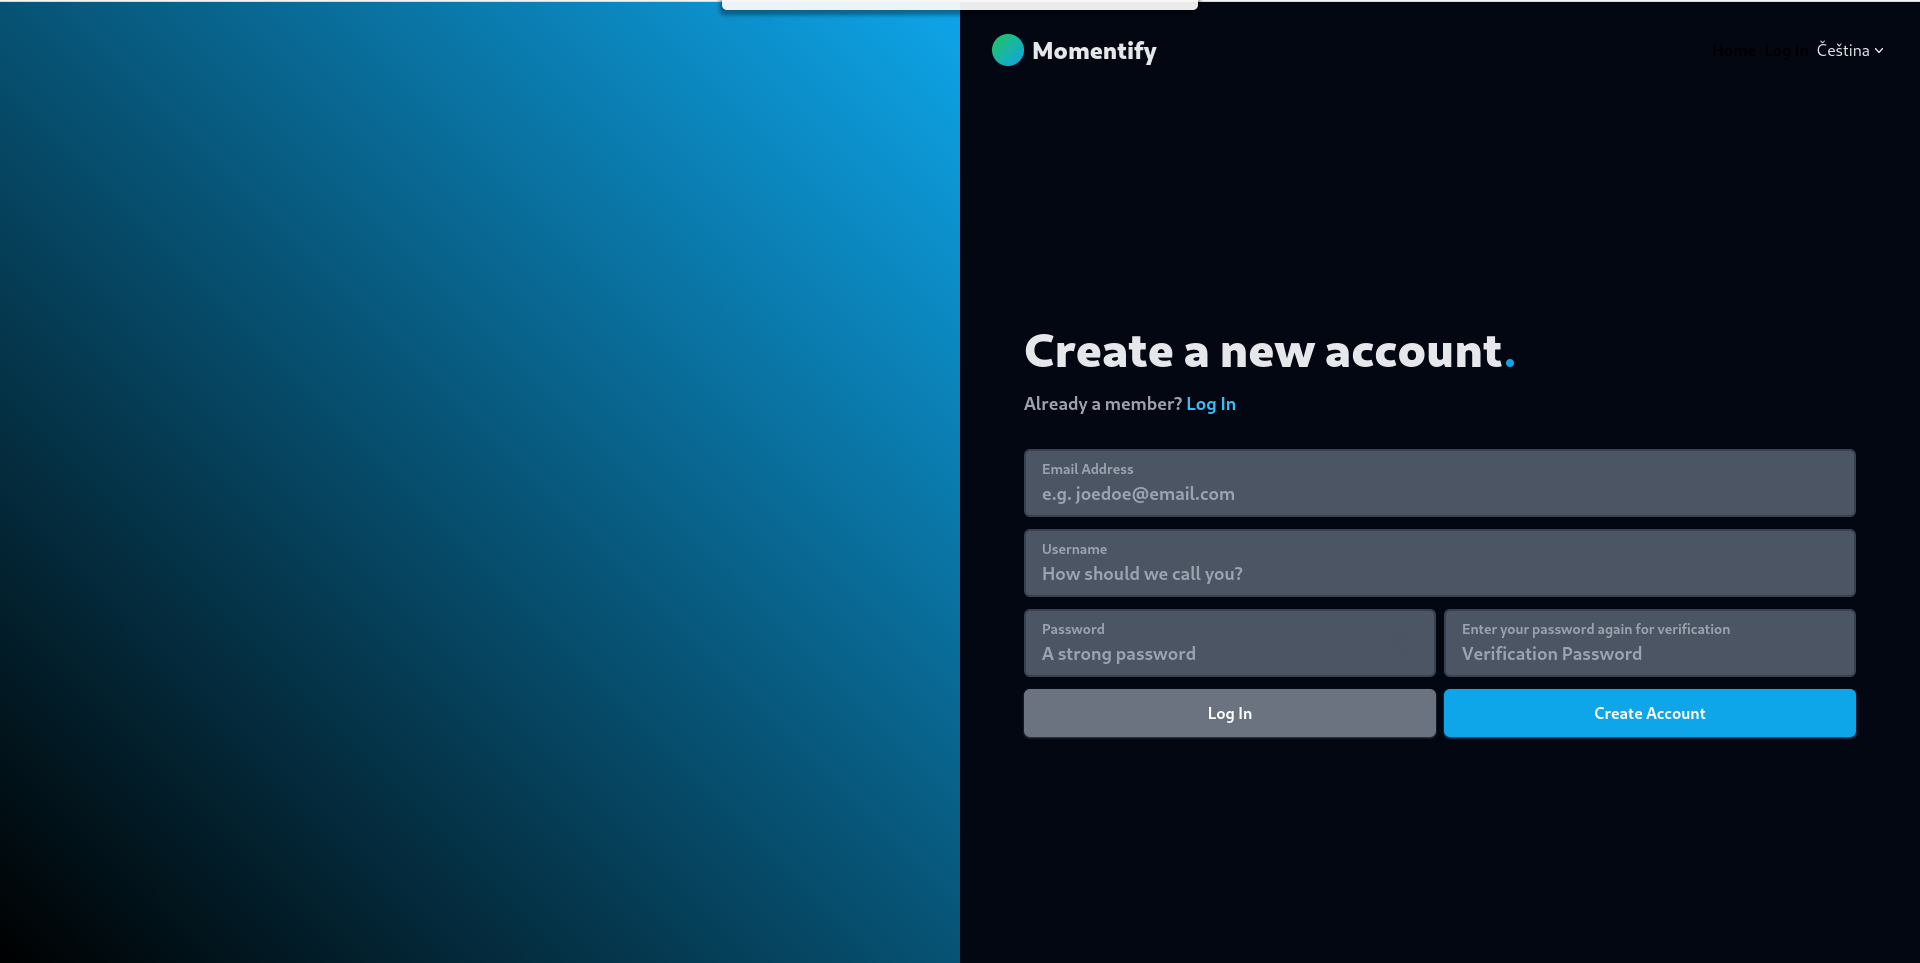 Momentify
Home Log In Čeština
Create a new account.
Already a member? Log In
Email Address
e.g. joedoe@email.com
Username
How should we call you?
Password
A strong password
Enter your password again for verification
Verification Password
Log In
Create Account